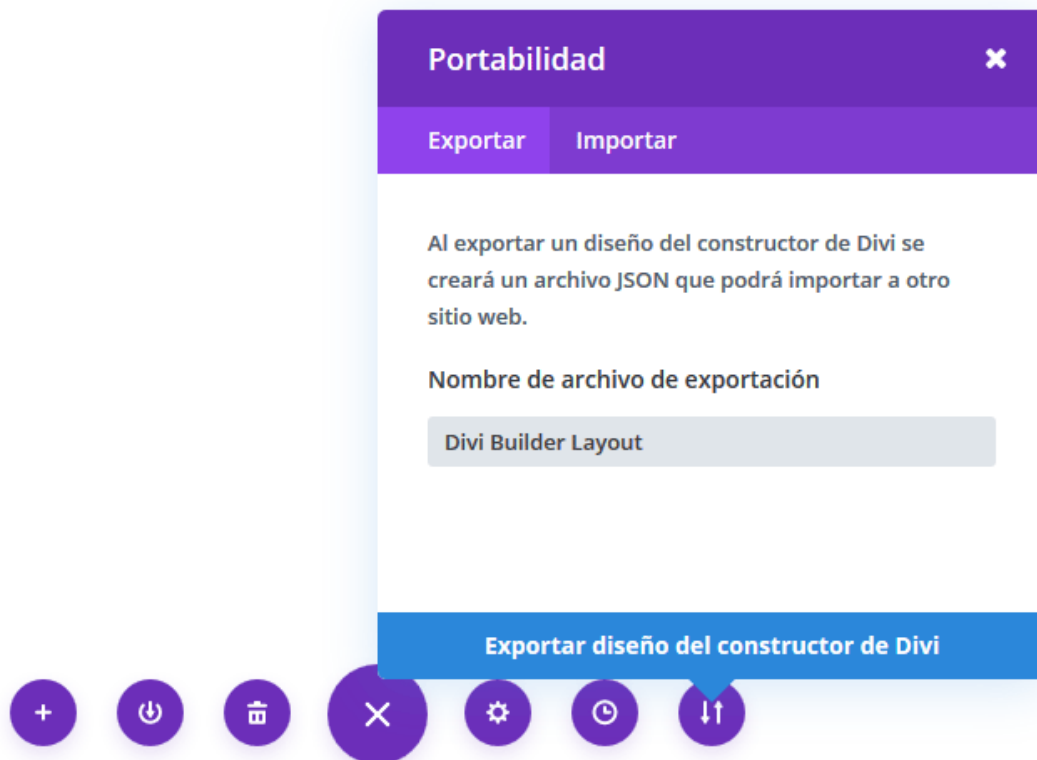 Portabilidad
Exportar
Importar
Al exportar un diseño del constructor de Divi se
creará un archivo JSON que podrá importar a otro
sitio web.
Nombre de archivo de exportación
Divi Builder Layout
Exportar diseño del constructor de Divi